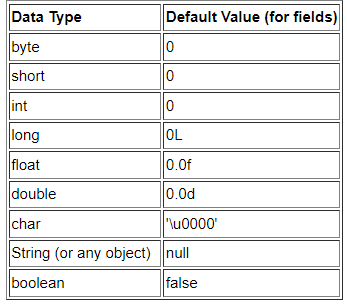 Data Type Default Value (for fields)
byte 0
short 0
int 0
long 0L
float 0.0f
double 0.0d
char '\u0000'
String (or any object) null
boolean false